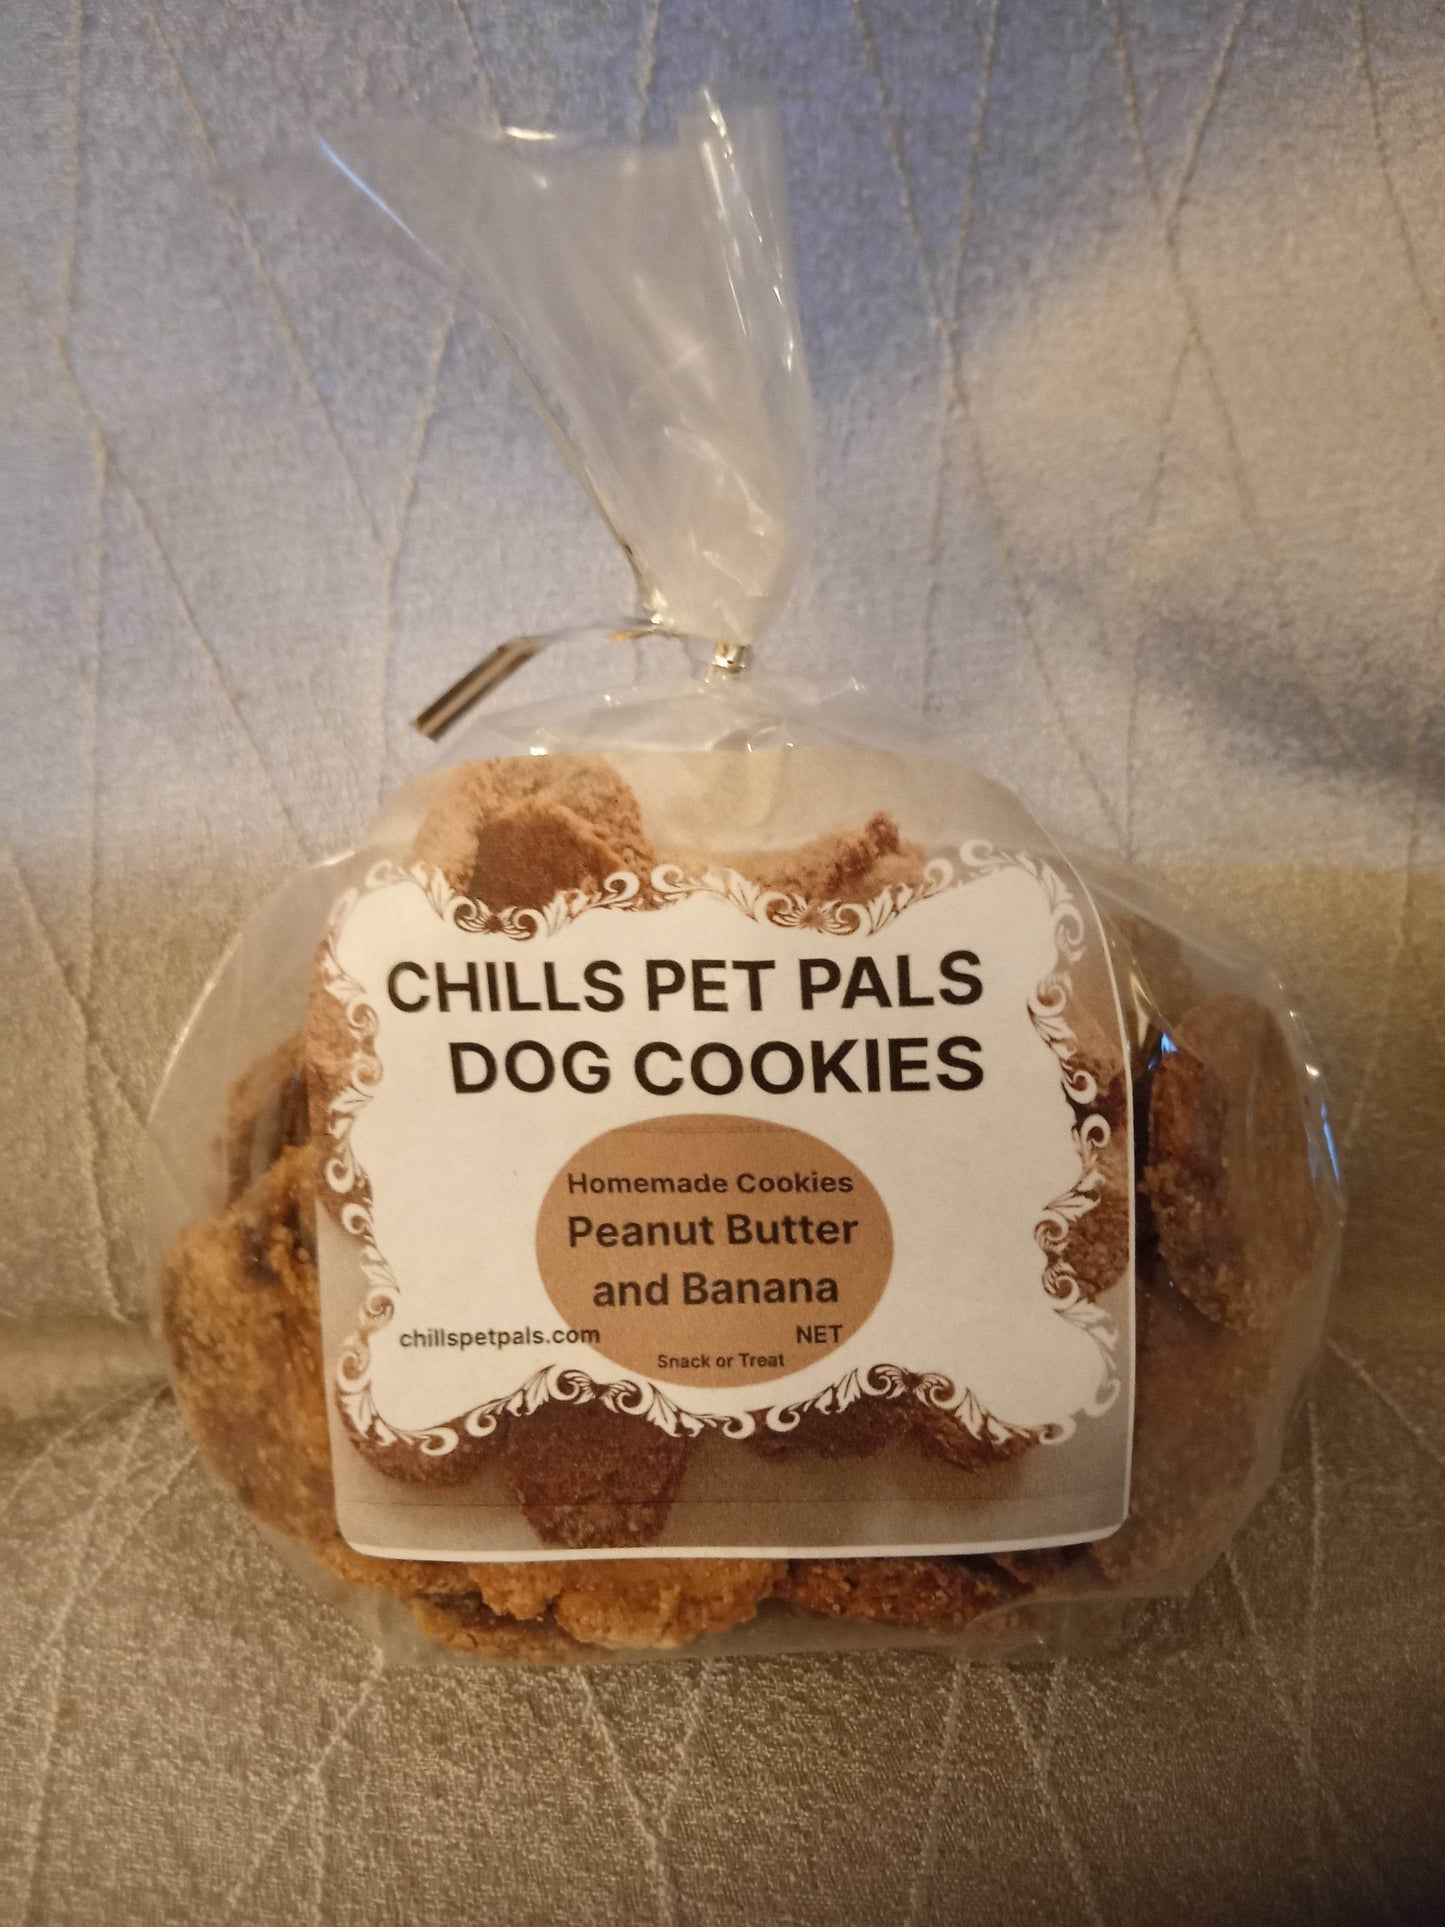 CHILLS PET PALS
DOG COOKIES
Homemade Cookies
Peanut Butter
and Banana
chillspetpals.com
NET
Snack or Treat